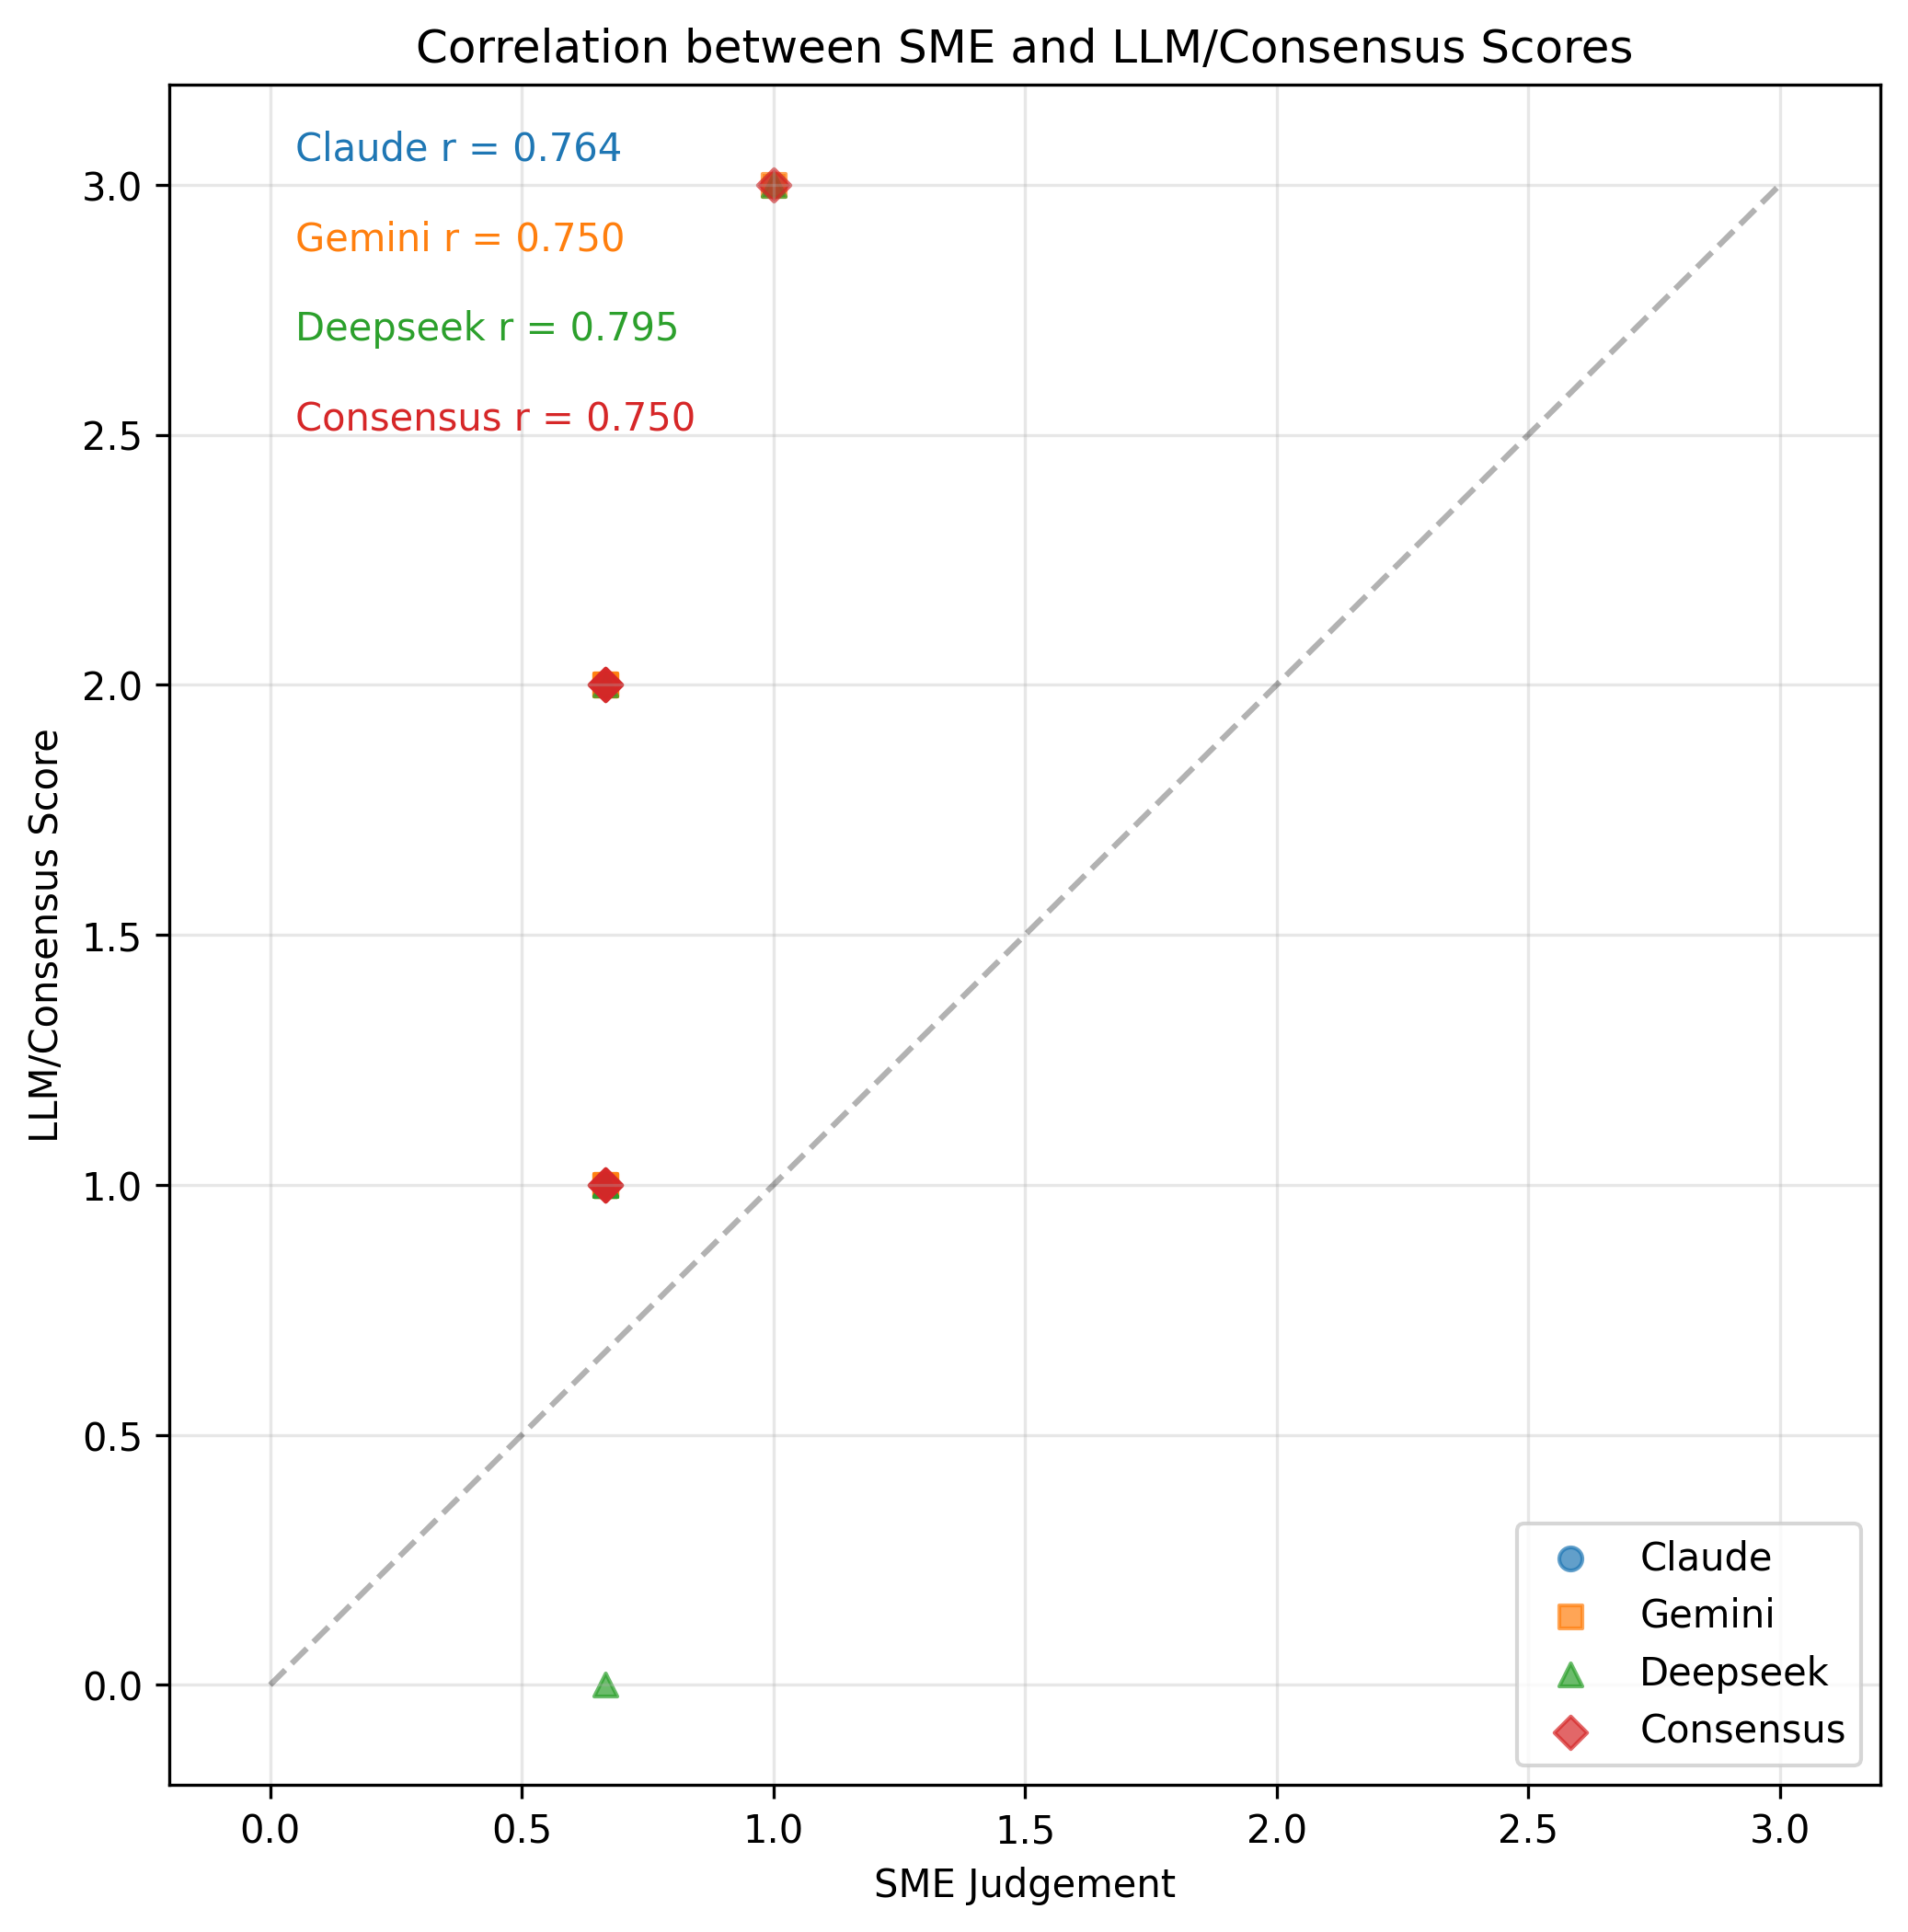 Correlation between SME and LLM/Consensus Scores
Claude r = 0.764
Gemini r = 0.750
Deepseek r = 0.795
Consensus r = 0.750
3.0
2.5
2.0
1.5
1.0
0.5
0.0
LLM/Consensus Score
Claude
Gemini
Deepseek
Consensus
0.0 0.5 1.0 1.5 2.0 2.5 3.0
SME Judgement